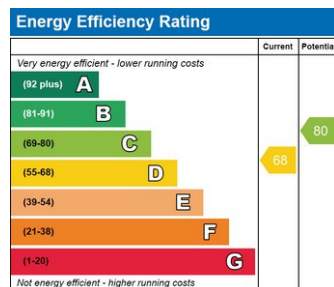 Energy Efficiency Rating
Current Potential
Very energy efficient - lower running costs
(92 plus) A
(81-91) B
(69-80) C
(55-68) D
(39-54) E
(21-38) F
(1-20) G
68
80
Not energy efficient - higher running costs